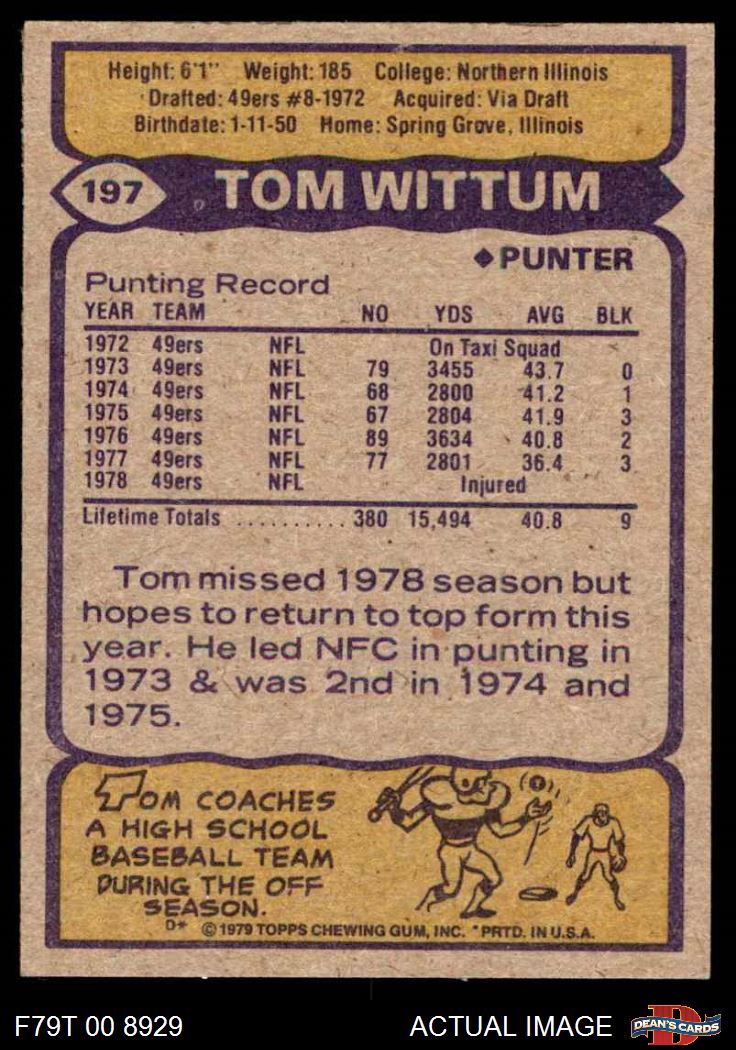 Height: 6'1" Weight: 185 College: Northern Illinois
Drafted: 49ers #8-1972 Acquired: Via Draft
Birthdate: 1-11-50 Home: Spring Grove, Illinois
197 TOM WITTUM
◆PUNTER
Punting Record
YEAR TEAM NO YDS AVG BLK
1972 49ers NFL On Taxi Squad
1973 49ers NFL 79 3455 43.7 0
1974 49ers NFL 68 2800 41.2 1
1975 49ers NFL 67 2804 41.9 3
1976 49ers NFL 89 3634 40.8 2
1977 49ers NFL 77 2801 36.4 3
1978 49ers NFL Injured
Lifetime Totals .......... 380 15,494 40.8 9
Tom missed 1978 season but
hopes to return to top form this
year. He led NFC in punting in
1973 & was 2nd in 1974 and
1975.
TOM COACHES
A HIGH SCHOOL
BASEBALL TEAM
DURING THE OFF
SEASON.
D* © 1979 TOPPS CHEWING GUM, INC. *PRTD. IN U.S.A.
F79T 00 8929 ACTUAL IMAGE DEAN'S CARDS